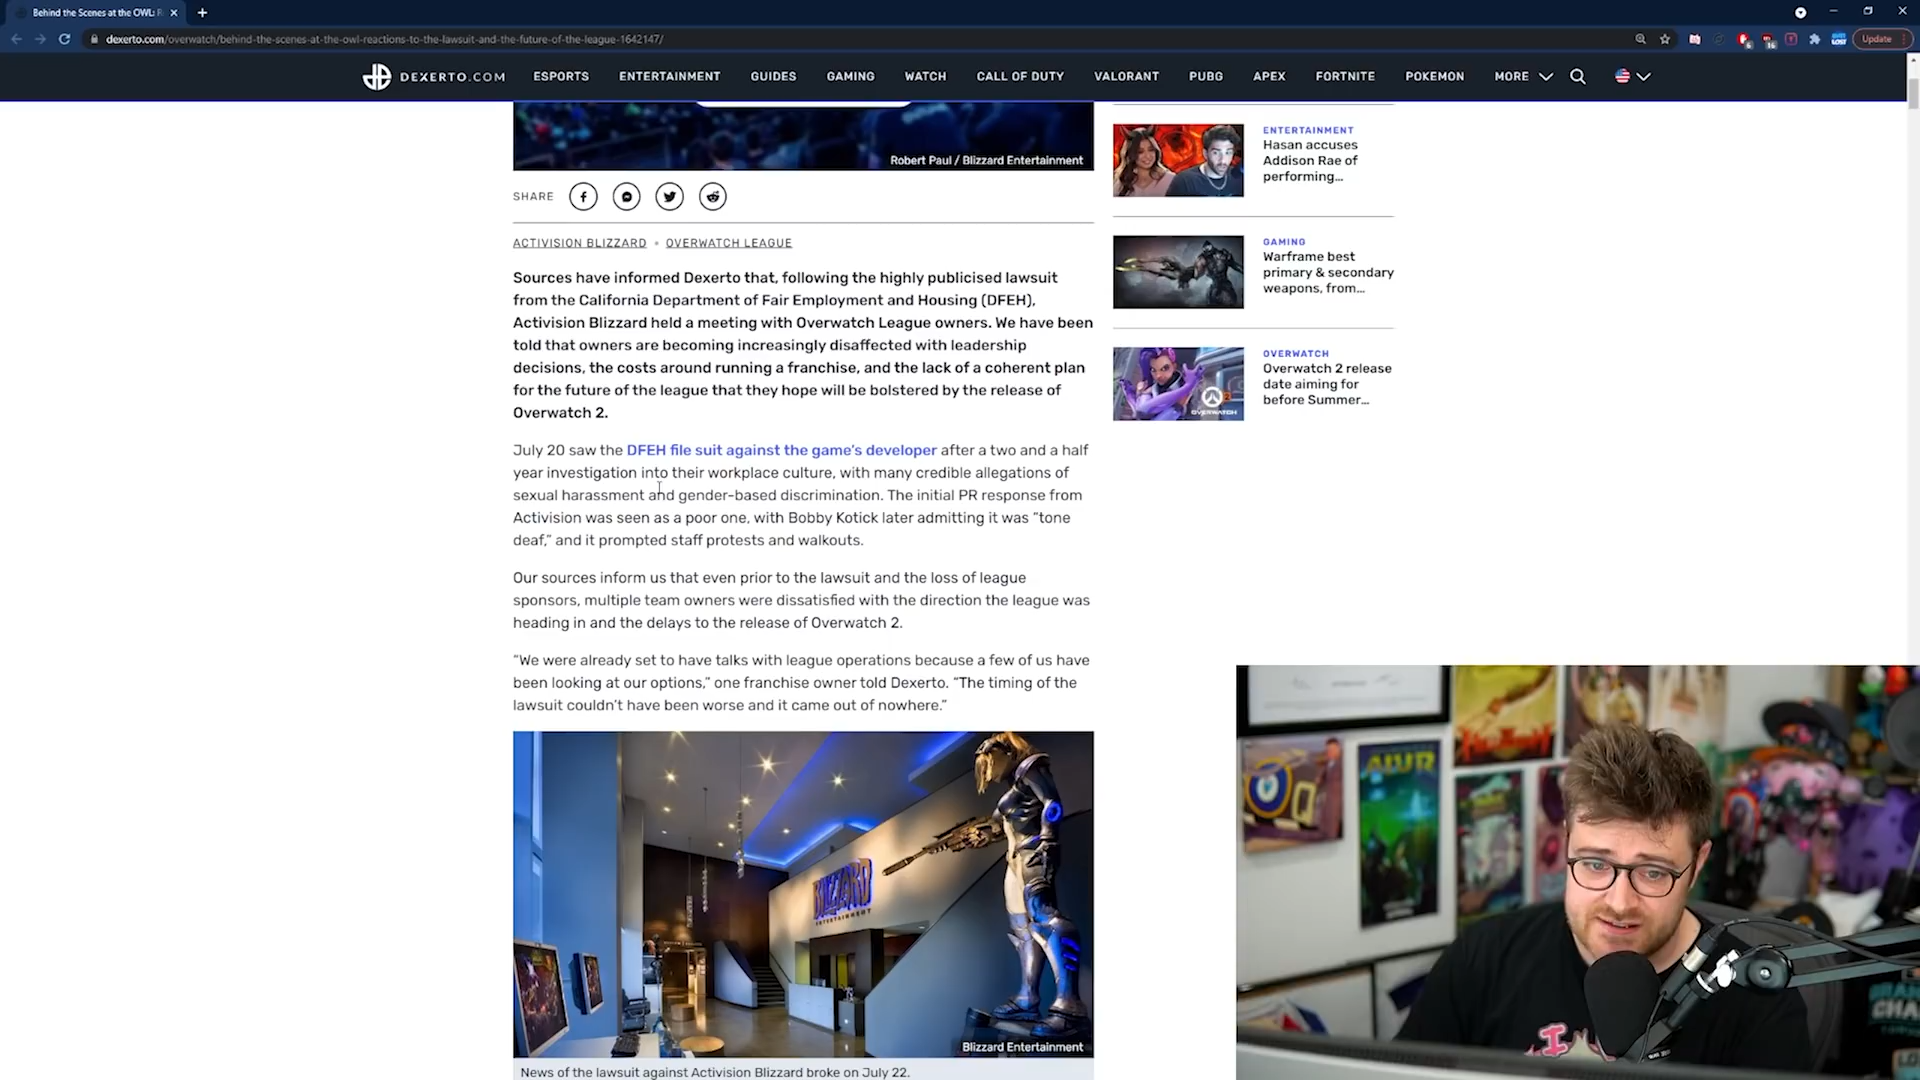 Behind the Scenes at the OWL: R
dexerto.com/overwatch/behind-the-scenes-at-the-owl-reactions-to-the-lawsuit-and-the-future-of-the-league-1642147/
Update
DEXERTO.COM
ESPORTS
ENTERTAINMENT
GUIDES
GAMING
WATCH
CALL OF DUTY
VALORANT
PUBG
APEX
FORTNITE
POKEMON
MORE
Robert Paul / Blizzard Entertainment
SHARE
ACTIVISION BLIZZARD • OVERWATCH LEAGUE
Sources have informed Dexerto that, following the highly publicised lawsuit
from the California Department of Fair Employment and Housing (DFEH),
Activision Blizzard held a meeting with Overwatch League owners. We have been
told that owners are becoming increasingly disaffected with leadership
decisions, the costs around running a franchise, and the lack of a coherent plan
for the future of the league that they hope will be bolstered by the release of
Overwatch 2.
July 20 saw the DFEH file suit against the game's developer after a two and a half
year investigation into their workplace culture, with many credible allegations of
sexual harassment and gender-based discrimination. The initial PR response from
Activision was seen as a poor one, with Bobby Kotick later admitting it was "tone
deaf," and it prompted staff protests and walkouts.
Our sources inform us that even prior to the lawsuit and the loss of league
sponsors, multiple team owners were dissatisfied with the direction the league was
heading in and the delays to the release of Overwatch 2.
"We were already set to have talks with league operations because a few of us have
been looking at our options," one franchise owner told Dexerto. "The timing of the
lawsuit couldn't have been worse and it came out of nowhere."
BLIZZARD
ENTERTAINMENT
Blizzard Entertainment
News of the lawsuit against Activision Blizzard broke on July 22.
ENTERTAINMENT
Hasan accuses
Addison Rae of
performing...
GAMING
Warframe best
primary & secondary
weapons, from...
OVERWATCH
Overwatch 2 release
date aiming for
before Summer...
OVERWATCH